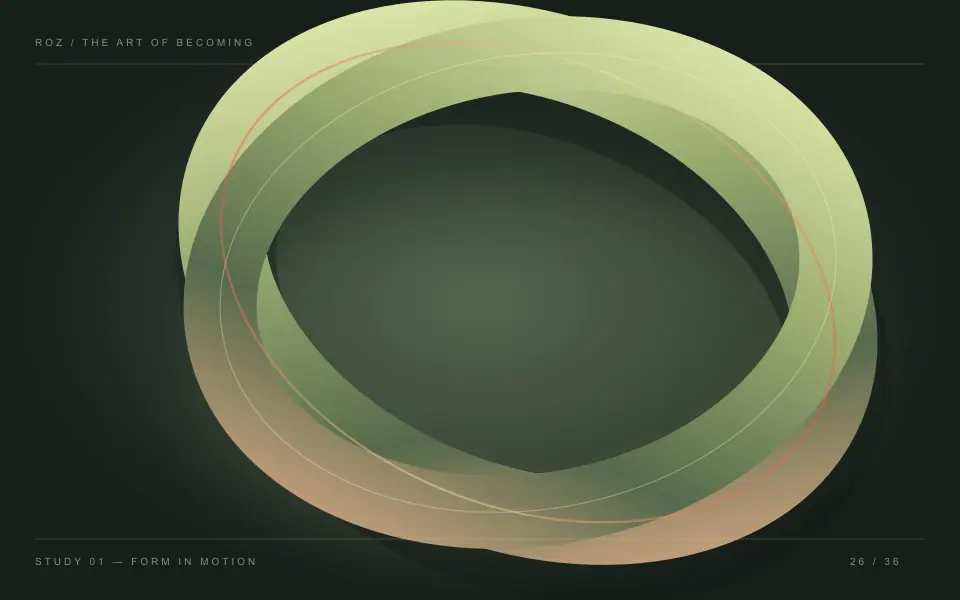 ROZ / THE ART OF BECOMING
STUDY 01 — FORM IN MOTION
26 / 36